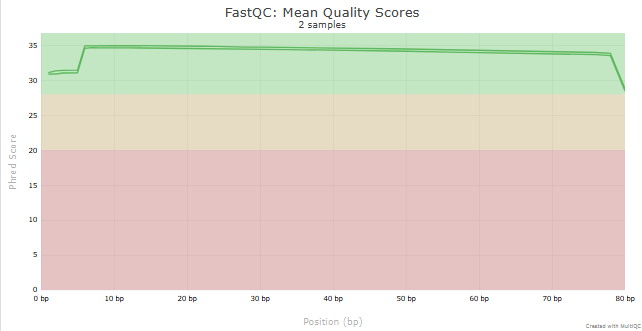 FastQC: Mean Quality Scores
2 samples
Phred Score
35
30
25
20
15
10
5
0
0 bp
10 bp
20 bp
30 bp
40 bp
50 bp
60 bp
70 bp
80 bp
Position (bp)
Created with MultiQC